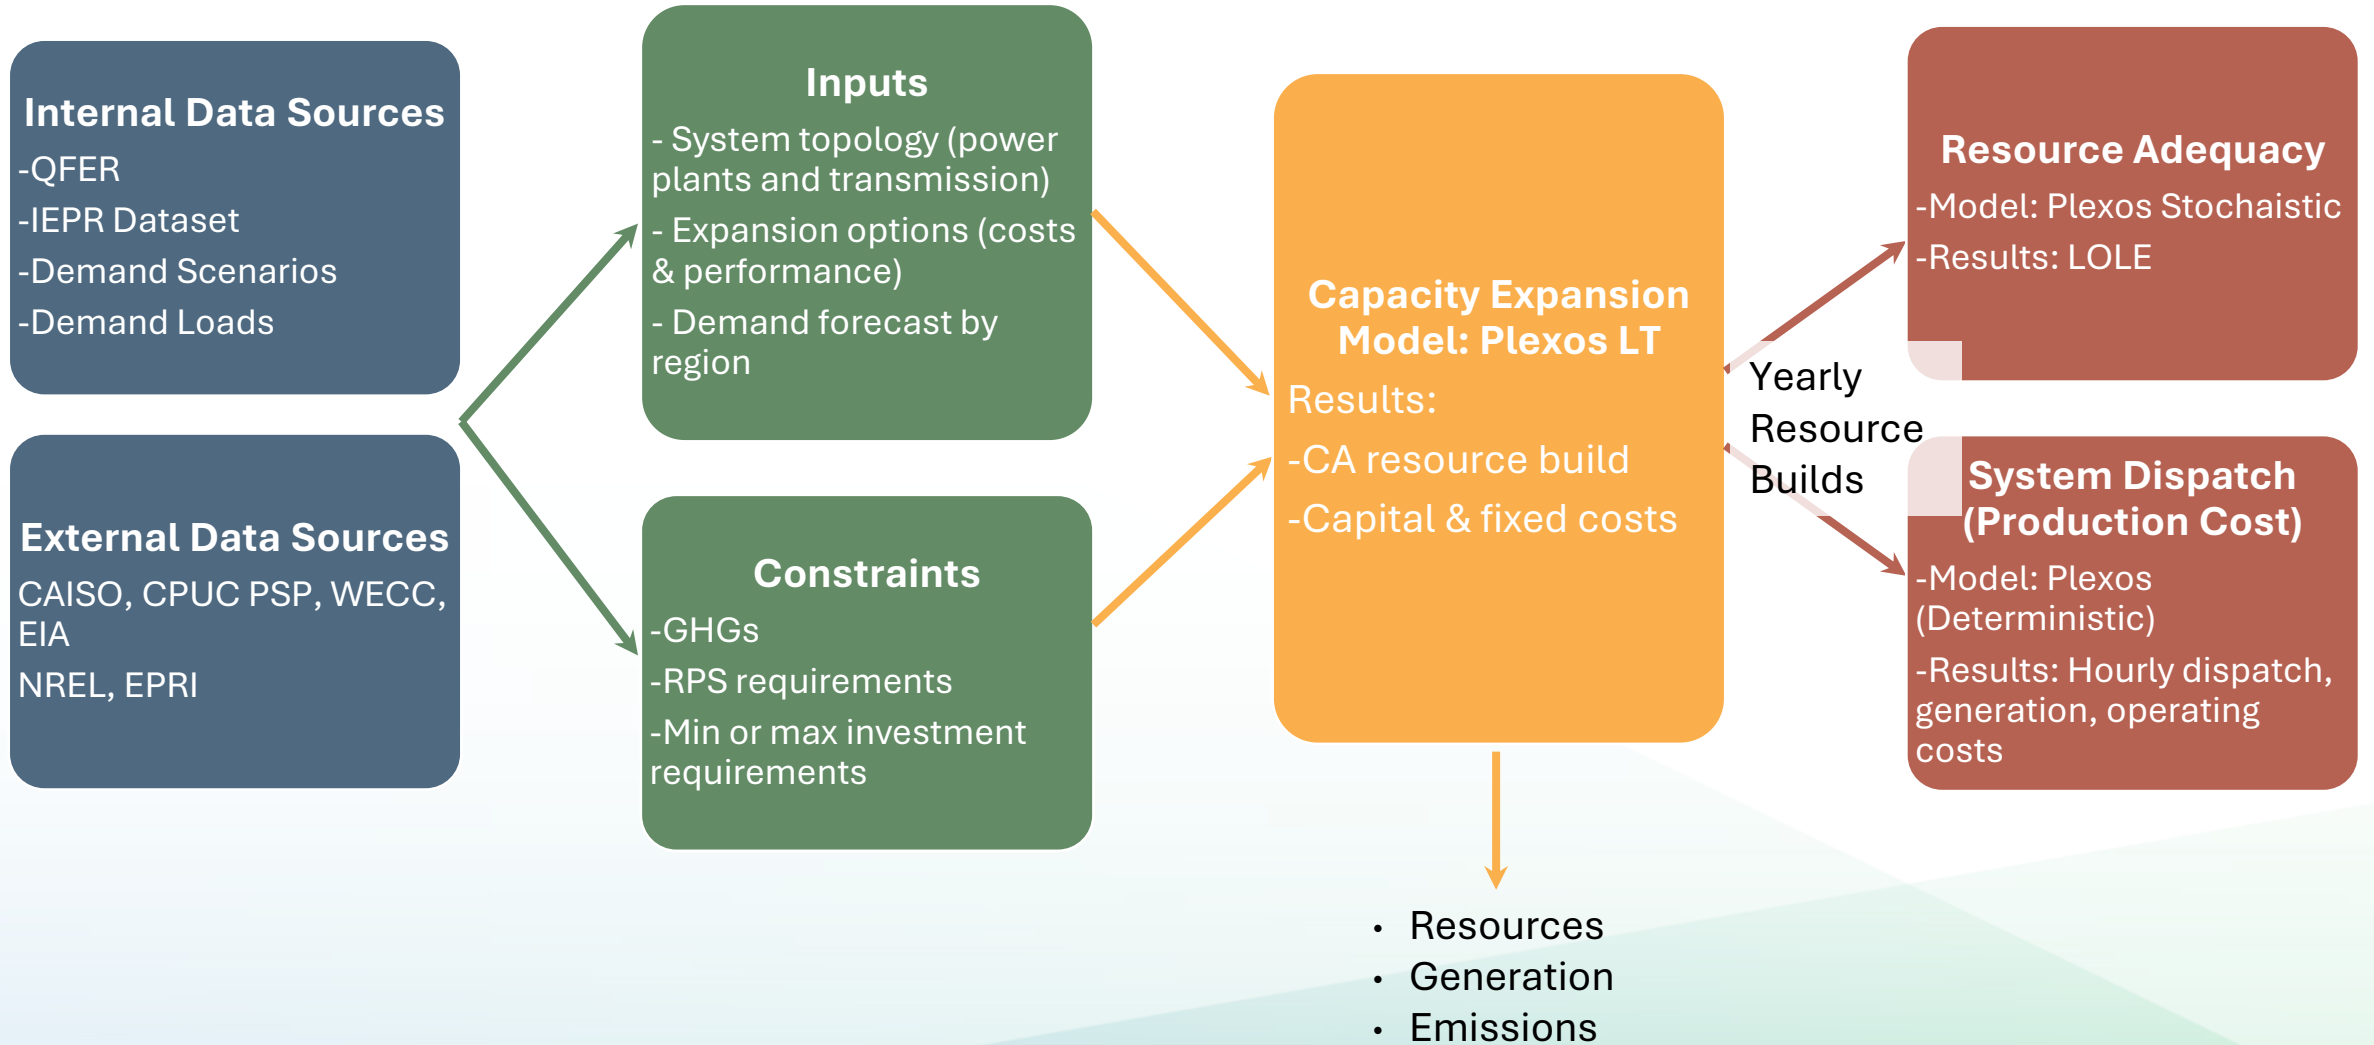 Internal Data Sources
-QFER
-IEPR Dataset
-Demand Scenarios
-Demand Loads
External Data Sources
CAISO, CPUC PSP, WECC,
EIA
NREL, EPRI
Inputs
- System topology (power
plants and transmission)
- Expansion options (costs
& performance)
- Demand forecast by
region
Constraints
-GHGs
-RPS requirements
-Min or max investment
requirements
Capacity Expansion
Model: Plexos LT
Results:
-CA resource build
-Capital & fixed costs
Yearly
Resource
Builds
Resource Adequacy
-Model: Plexos Stochaistic
-Results: LOLE
System Dispatch
(Production Cost)
-Model: Plexos
(Deterministic)
-Results: Hourly dispatch,
generation, operating
costs
• Resources
• Generation
• Emissions